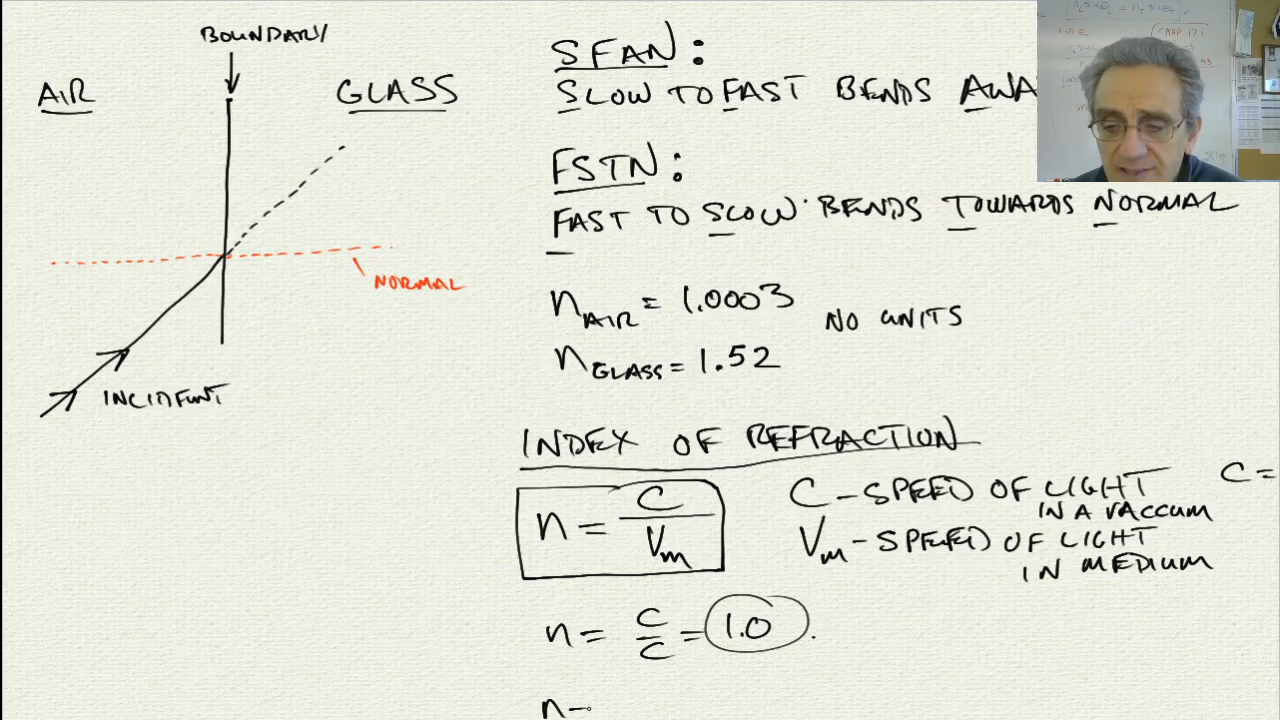 BOUNDARY
AIR
GLASS
NORMAL
INCIDENT
SFAN:
SLOW TO FAST BENDS AWA
FSTN:
FAST TO SLOW BENDS TOWARDS NORMAL
nAIR = 1.0003
NO UNITS
nGLASS = 1.52
INDEX OF REFRACTION
n = C / Vm
C - SPEED OF LIGHT
IN A VACCUM
C =
Vm - SPEED OF LIGHT
IN MEDIUM
n = C / C = 1.0.
n -